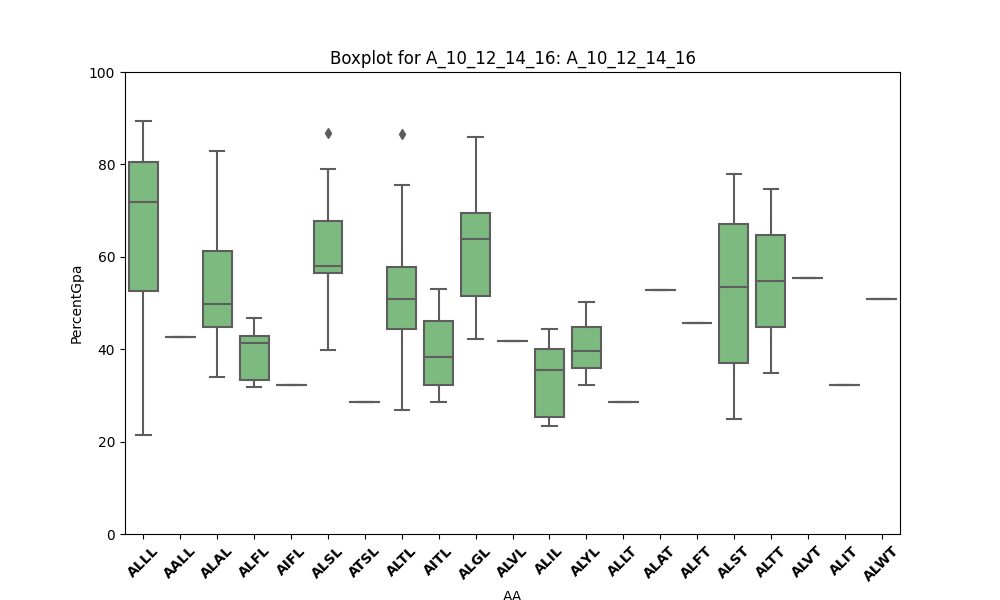 Boxplot for A_10_12_14_16: A_10_12_14_16
100
80
60
40
20
0
PercentGpa
ALLL
AALL
ALAL
ALFL
AIFL
ALSL
ATSL
ALTL
AITL
ALGL
ALVL
ALIL
ALYL
ALLT
ALAT
ALFT
ALST
ALTT
ALVT
ALIT
ALWT
AA